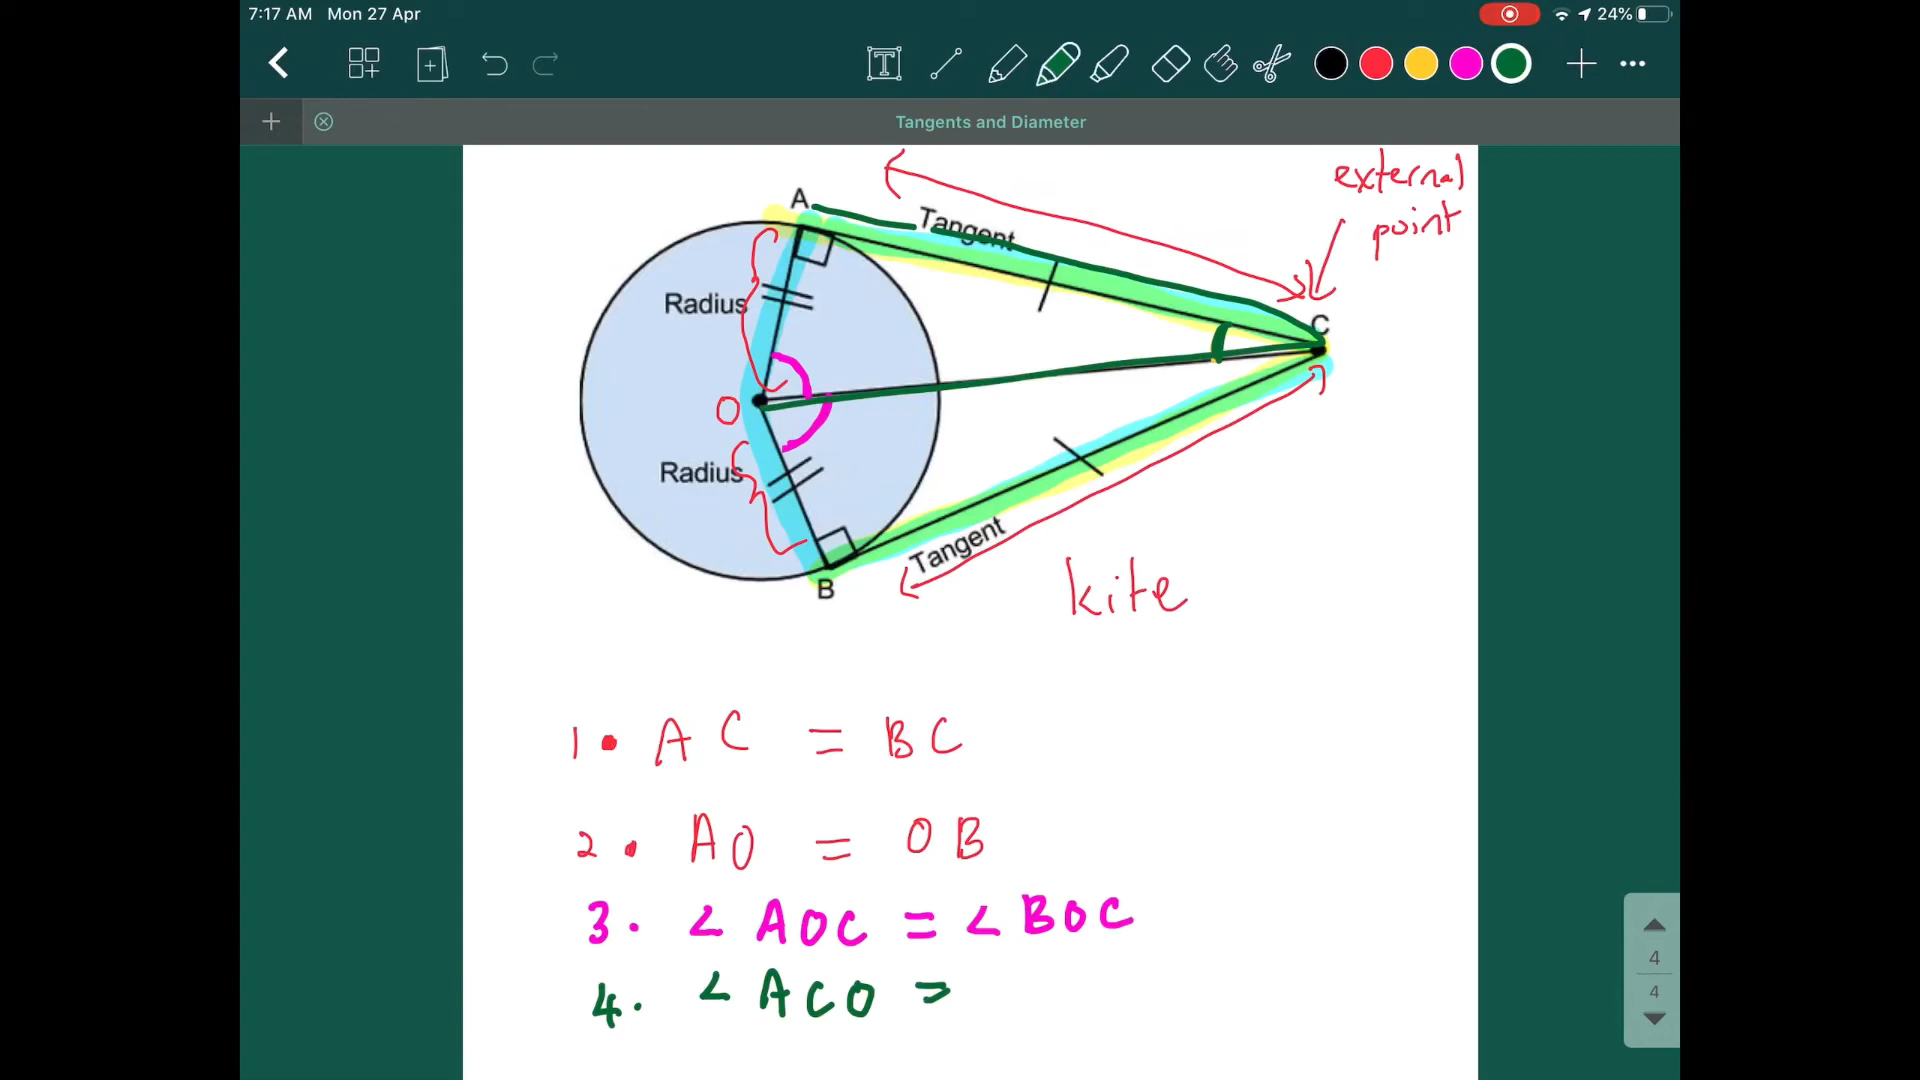 7:17 AM Mon 27 Apr
24%
T
Tangents and Diameter
external
point
A
Tangent
C
Radius
O
Radius
Tangent
B
kite
1. AC = BC
2. AO = OB
3. < AOC = < BOC
4. < ACO =
4
4